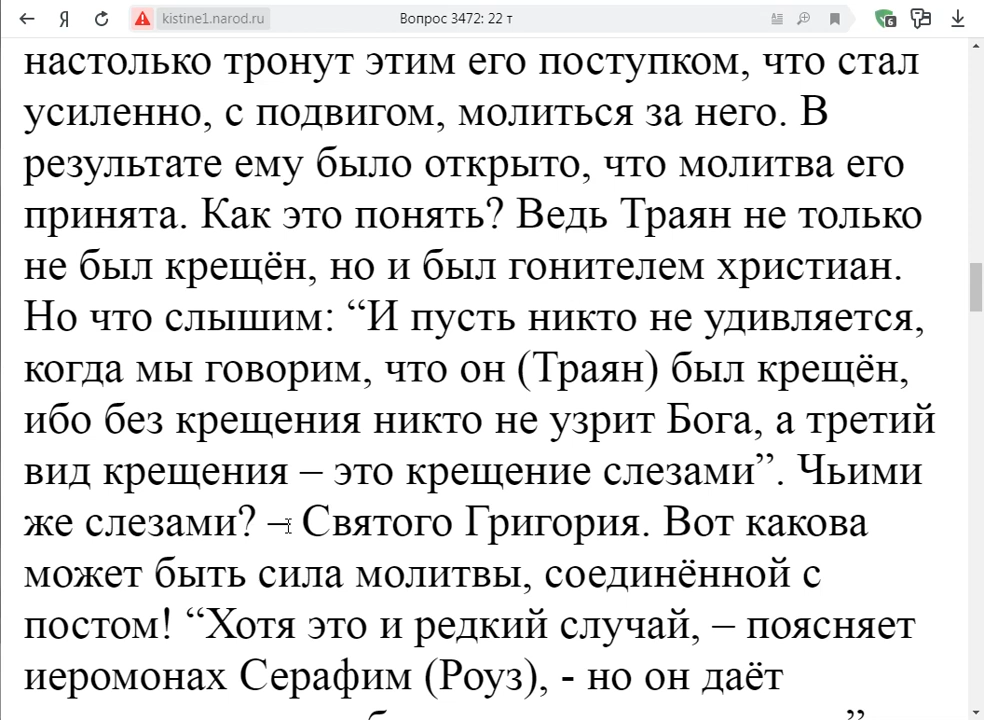 kistine1.narod.ru
Вопрос 3472: 22 т
6
настолько тронут этим его поступком, что стал
усиленно, с подвигом, молиться за него. В
результате ему было открыто, что молитва его
принята. Как это понять? Ведь Траян не только
не был крещён, но и был гонителем христиан.
Но что слышим: “И пусть никто не удивляется,
когда мы говорим, что он (Траян) был крещён,
ибо без крещения никто не узрит Бога, а третий
вид крещения – это крещение слезами”. Чьими
же слезами? – Святого Григория. Вот какова
может быть сила молитвы, соединённой с
постом! “Хотя это и редкий случай, – поясняет
иеромонах Серафим (Роуз), - но он даёт